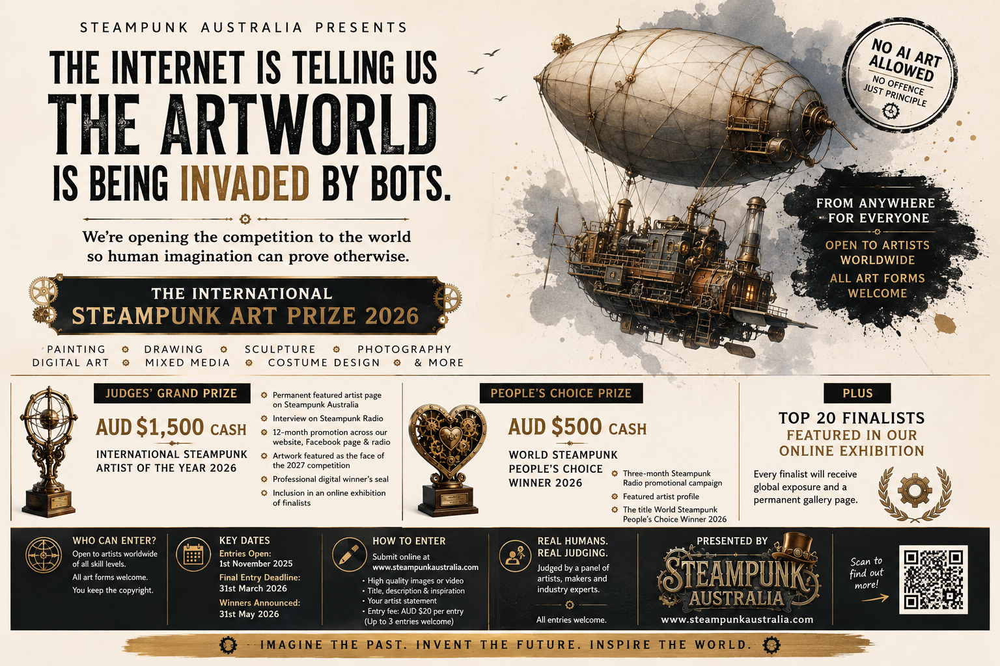 STEAMPUNK AUSTRALIA PRESENTS
THE INTERNET IS TELLING US
THE ARTWORLD
IS BEING INVADED BY BOTS.
We're opening the competition to the world
so human imagination can prove otherwise.
THE INTERNATIONAL
STEAMPUNK ART PRIZE 2026
PAINTING DRAWING SCULPTURE PHOTOGRAPHY
DIGITAL ART MIXED MEDIA COSTUME DESIGN & MORE
NO AI ART
ALLOWED
NO OFFENCE
JUST PRINCIPLE
FROM ANYWHERE
FOR EVERYONE
OPEN TO ARTISTS
WORLDWIDE
ALL ART FORMS
WELCOME
JUDGES' GRAND PRIZE
AUD $1,500 CASH
INTERNATIONAL STEAMPUNK
ARTIST OF THE YEAR 2026
Permanent featured artist page
on Steampunk Australia
Interview on Steampunk Radio
12-month promotion across our
website, Facebook page & radio
Artwork featured as the face of
the 2027 competition
Professional digital winner's seal
Inclusion in an online exhibition
of finalists
PEOPLE'S CHOICE PRIZE
AUD $500 CASH
WORLD STEAMPUNK
PEOPLE'S CHOICE
WINNER 2026
Three-month Steampunk
Radio promotional campaign
Featured artist profile
The title World Steampunk
People's Choice Winner 2026
PLUS
TOP 20 FINALISTS
FEATURED IN OUR
ONLINE EXHIBITION
Every finalist will receive
global exposure and a
permanent gallery page.
WHO CAN ENTER?
Open to artists worldwide
of all skill levels.
All art forms welcome.
You keep the copyright.
KEY DATES
Entries Open:
1st November 2025
Final Entry Deadline:
31st March 2026
Winners Announced:
31st May 2026
HOW TO ENTER
Submit online at
www.steampunkaustralia.com
• High quality images or video
• Title, description & inspiration
• Your artist statement
• Entry fee: AUD $20 per entry
(Up to 3 entries welcome)
REAL HUMANS.
REAL JUDGING.
Judged by a panel of
artists, makers and
industry experts.
All entries welcome.
PRESENTED BY
STEAMPUNK
AUSTRALIA
www.steampunkaustralia.com
Scan to
find out
more!
IMAGINE THE PAST. INVENT THE FUTURE. INSPIRE THE WORLD.